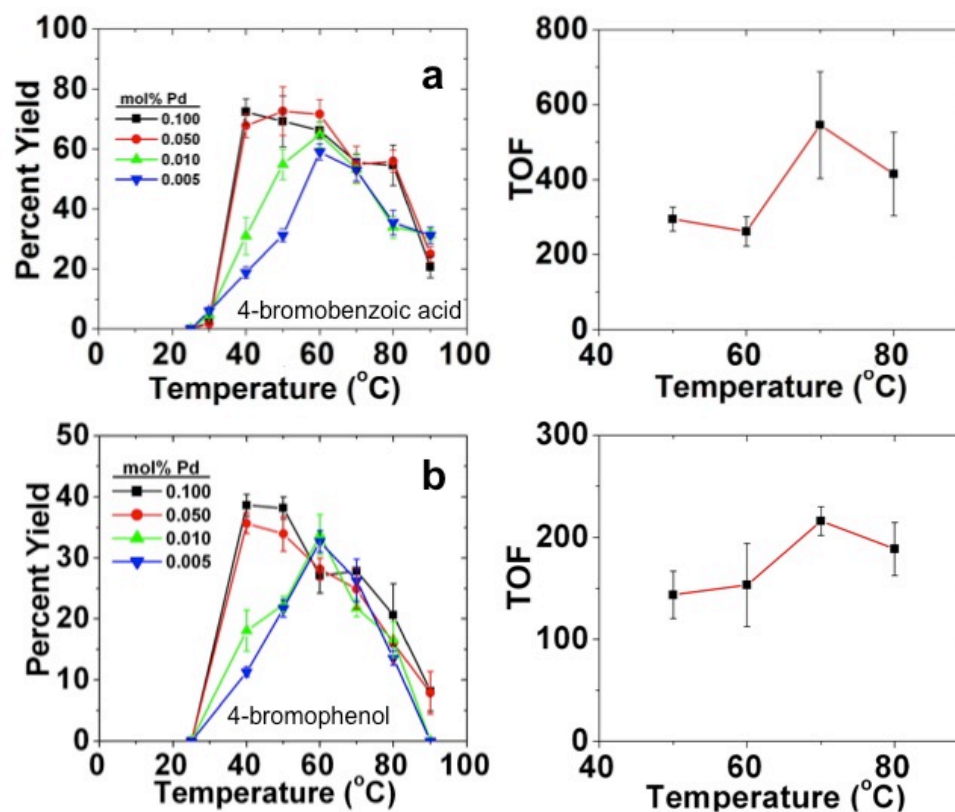 a
Percent Yield
100
80
60
40
20
0
mol% Pd
0.100
0.050
0.010
0.005
4-bromobenzoic acid
0 20 40 60 80 100
Temperature (°C)
TOF
800
600
400
200
0
40 60 80
Temperature (°C)
b
Percent Yield
50
40
30
20
10
0
mol% Pd
0.100
0.050
0.010
0.005
4-bromophenol
0 20 40 60 80 100
Temperature (°C)
TOF
300
200
100
0
40 60 80
Temperature (°C)